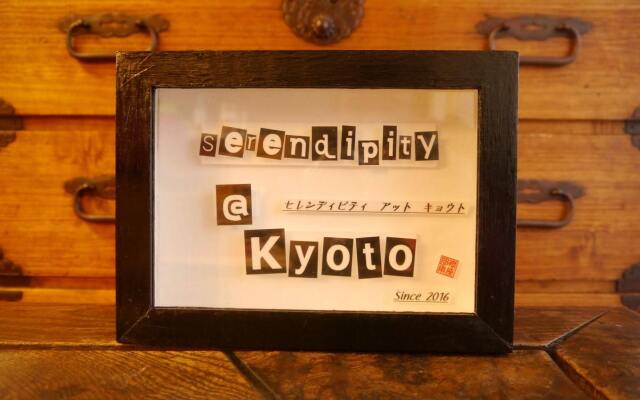 serendipity
@
セレンディピティ アット キョウト
Kyoto
Since 2016